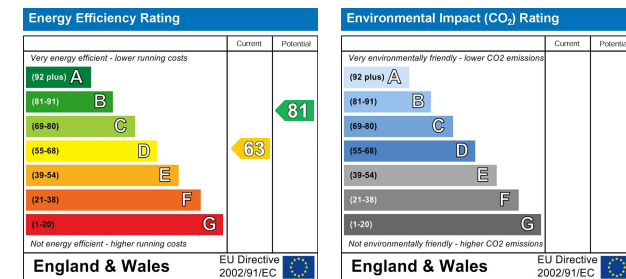 Energy Efficiency Rating
Current Potential
Very energy efficient - lower running costs
(92 plus) A
(81-91) B
81
(69-80) C
(55-68) D
63
(39-54) E
(21-38) F
(1-20) G
Not energy efficient - higher running costs
England & Wales
EU Directive
2002/91/EC
Environmental Impact (CO₂) Rating
Current Potential
Very environmentally friendly - lower CO2 emissions
(92 plus) A
(81-91) B
(69-80) C
(55-68) D
(39-54) E
(21-38) F
(1-20) G
Not environmentally friendly - higher CO2 emissions
England & Wales
EU Directive
2002/91/EC